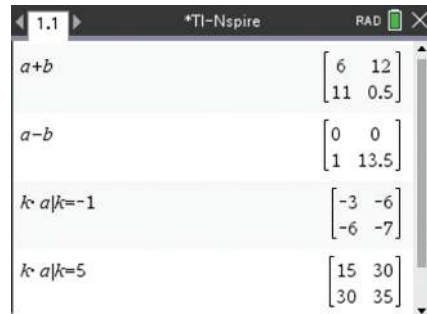 1.1 *TI-Nspire RAD
a+b [6 12
11 0.5]
a−b [0 0
1 13.5]
k· a|k=−1 [−3 −6
−6 −7]
k· a|k=5 [15 30
30 35]